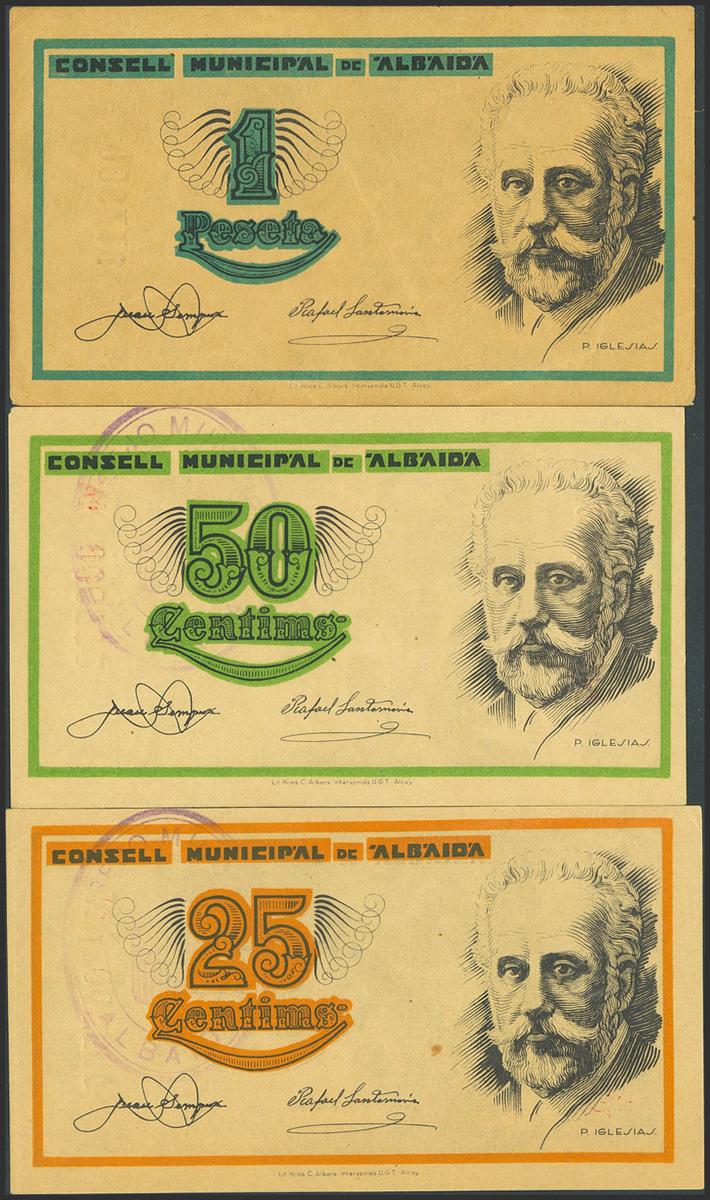 CONSELL MUNICIPAL DE ALBAIDA
1
Peseta
Rafael Santamaria
P. IGLESIAS.
Lit. Hijos C. Albors. Intervenida U.G.T. Alcoy
CONSELL MUNICIPAL DE ALBAIDA
50
Centims
Rafael Santamaria
P. IGLESIAS.
Lit. Hijos C. Albors. Intervenida U.G.T. Alcoy
CONSELL MUNICIPAL DE ALBAIDA
25
Centims
Rafael Santamaria
P. IGLESIAS.
Lit. Hijos C. Albors. Intervenida U.G.T. Alcoy